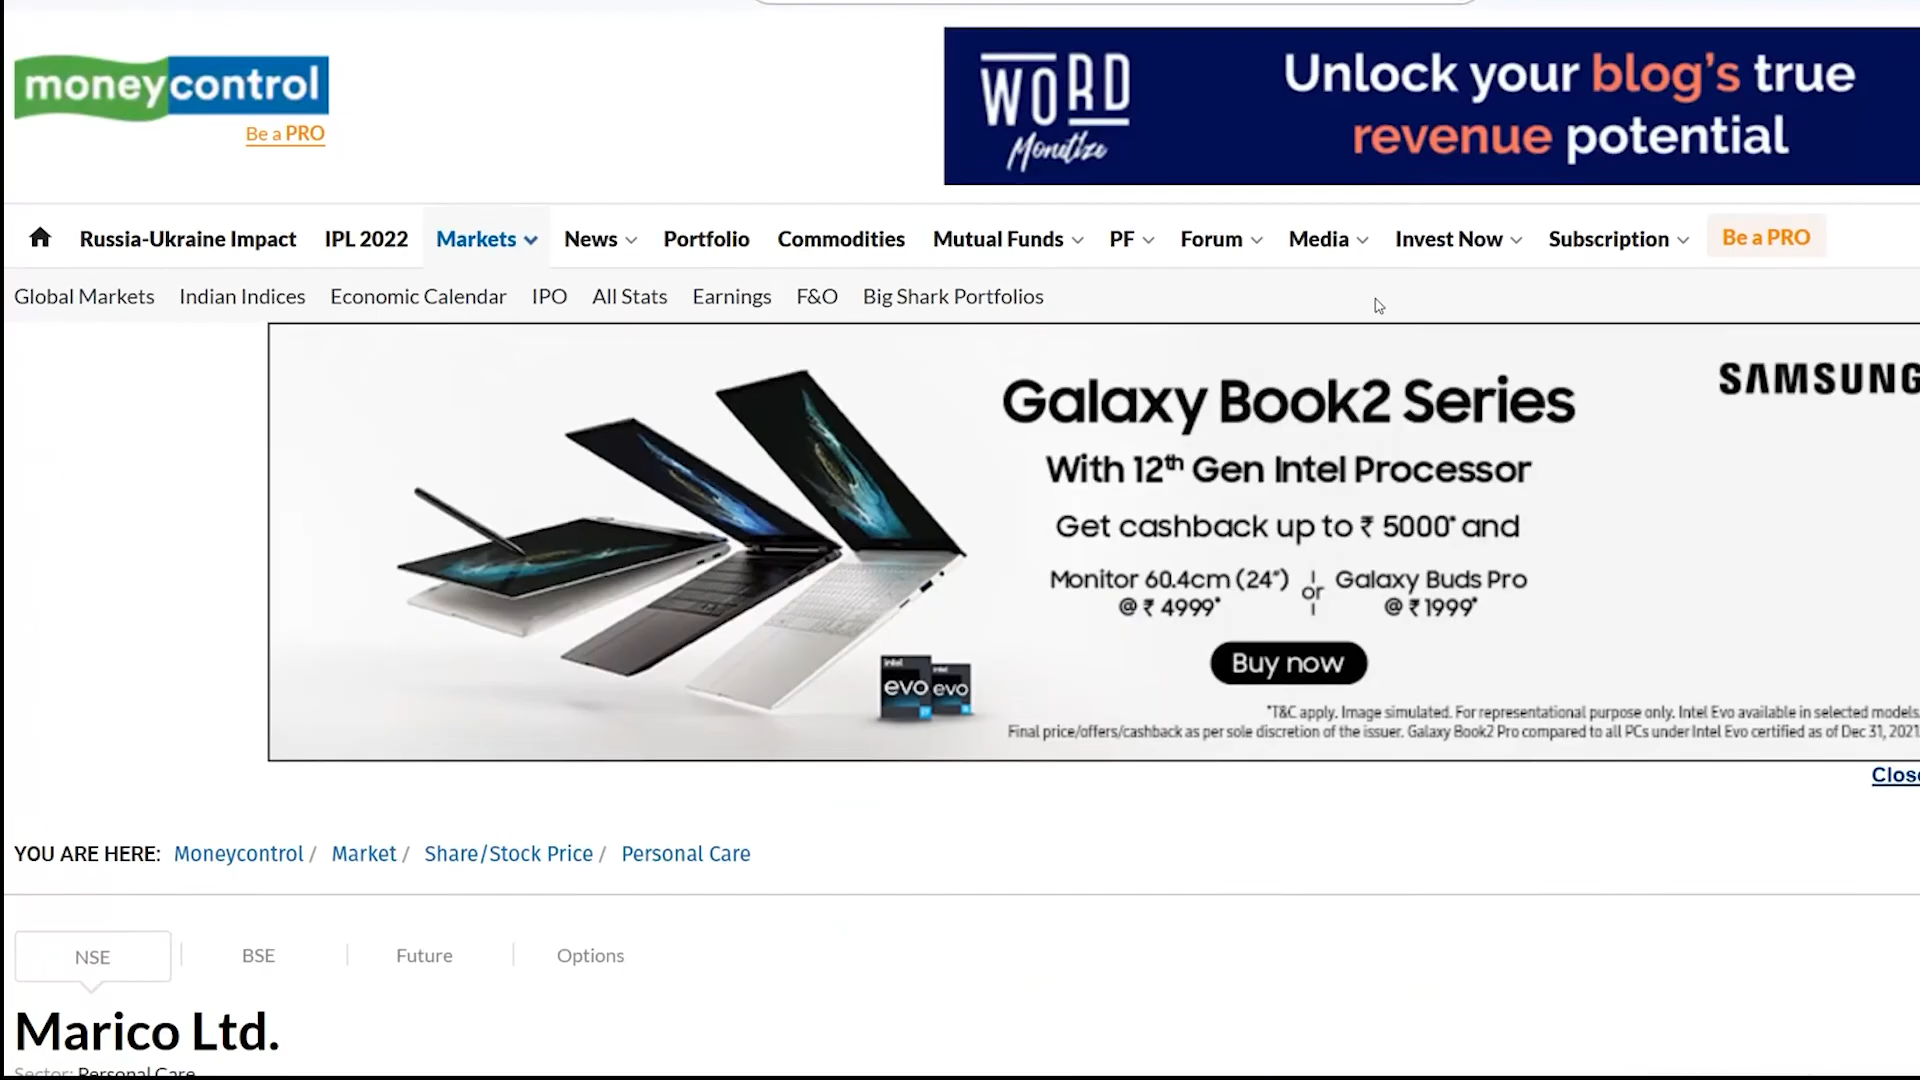 moneycontrol
Be a PRO
WORD
Monetize
Unlock your blog's true
revenue potential
Russia-Ukraine Impact IPL 2022 Markets News Portfolio Commodities Mutual Funds PF Forum Media Invest Now Subscription Be a PRO
Global Markets Indian Indices Economic Calendar IPO All Stats Earnings F&O Big Shark Portfolios
SAMSUNG
Galaxy Book2 Series
With 12th Gen Intel Processor
Get cashback up to ₹ 5000* and
Monitor 60.4cm (24") or Galaxy Buds Pro
@ ₹ 4999* @ ₹ 1999*
Buy now
intel intel
evo evo
*T&C apply. Image simulated. For representational purpose only. Intel Evo available in selected models.
Final price/offers/cashback as per sole discretion of the issuer. Galaxy Book2 Pro compared to all PCs under Intel Evo certified as of Dec 31, 2021.
Close
YOU ARE HERE: Moneycontrol / Market / Share/Stock Price / Personal Care
NSE BSE Future Options
Marico Ltd.
Sector: Personal Care